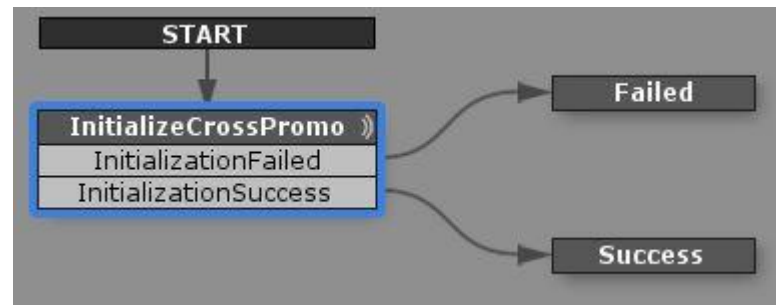 START
InitializeCrossPromo
InitializationFailed
InitializationSuccess
Failed
Success